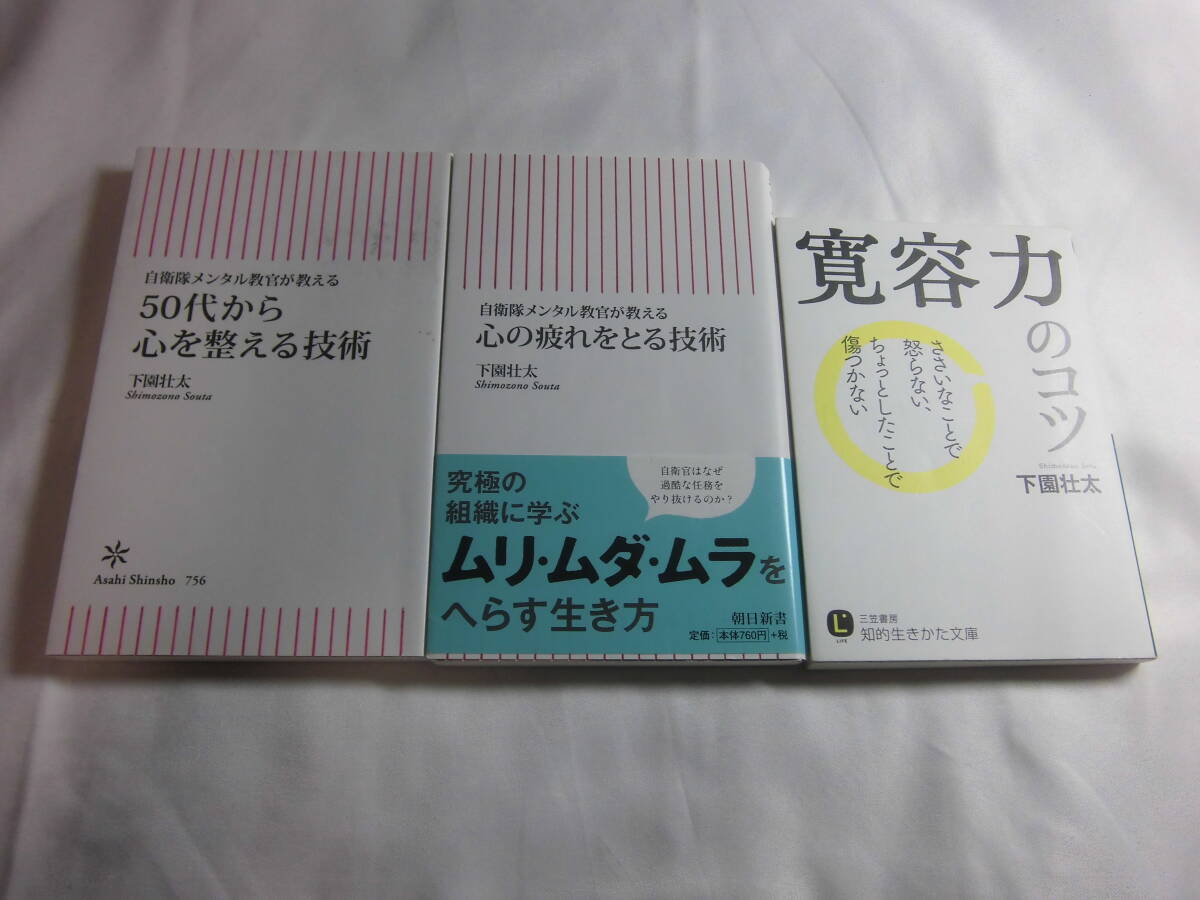 自衛隊メンタル教官が教える
50代から
心を整える技術
下園壮太
Shimozono Souta
Asahi Shinsho 756
自衛隊メンタル教官が教える
心の疲れをとる技術
下園壮太
Shimozono Souta
自衛官はなぜ
過酷な任務を
やり抜けるのか?
究極の
組織に学ぶ
ムリ・ムダ・ムラを
へらす生き方
朝日新書
定価:本体760円+税
寛容力
のコツ
ささいなことで
怒らない、
ちょっとしたことで
傷つかない
Shimozono Sota
下園壮太
L
LIFE
三笠書房
知的生きかた文庫